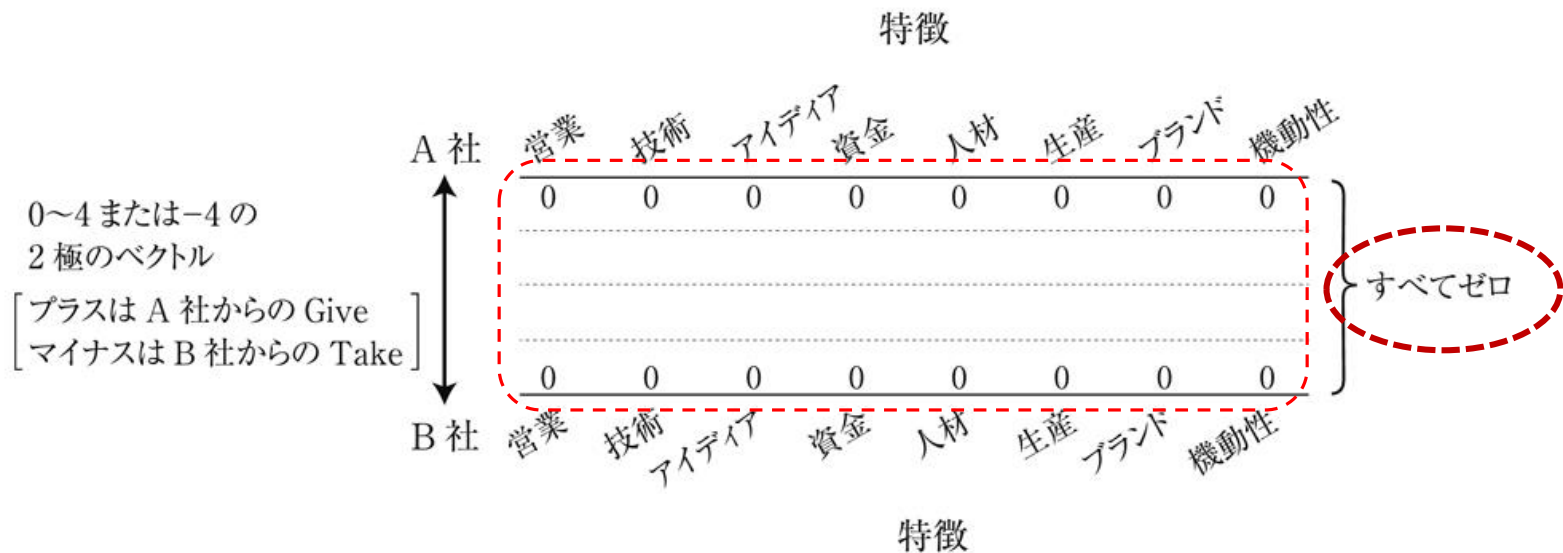 特徴
A 社 営業 技術 アイディア 資金 人材 生産 ブランド 機動性
0 0 0 0 0 0 0 0
0〜4 または−4 の
2 極のベクトル
プラスは A 社からの Give
マイナスは B 社からの Take
すべてゼロ
0 0 0 0 0 0 0 0
B 社 営業 技術 アイディア 資金 人材 生産 ブランド 機動性
特徴